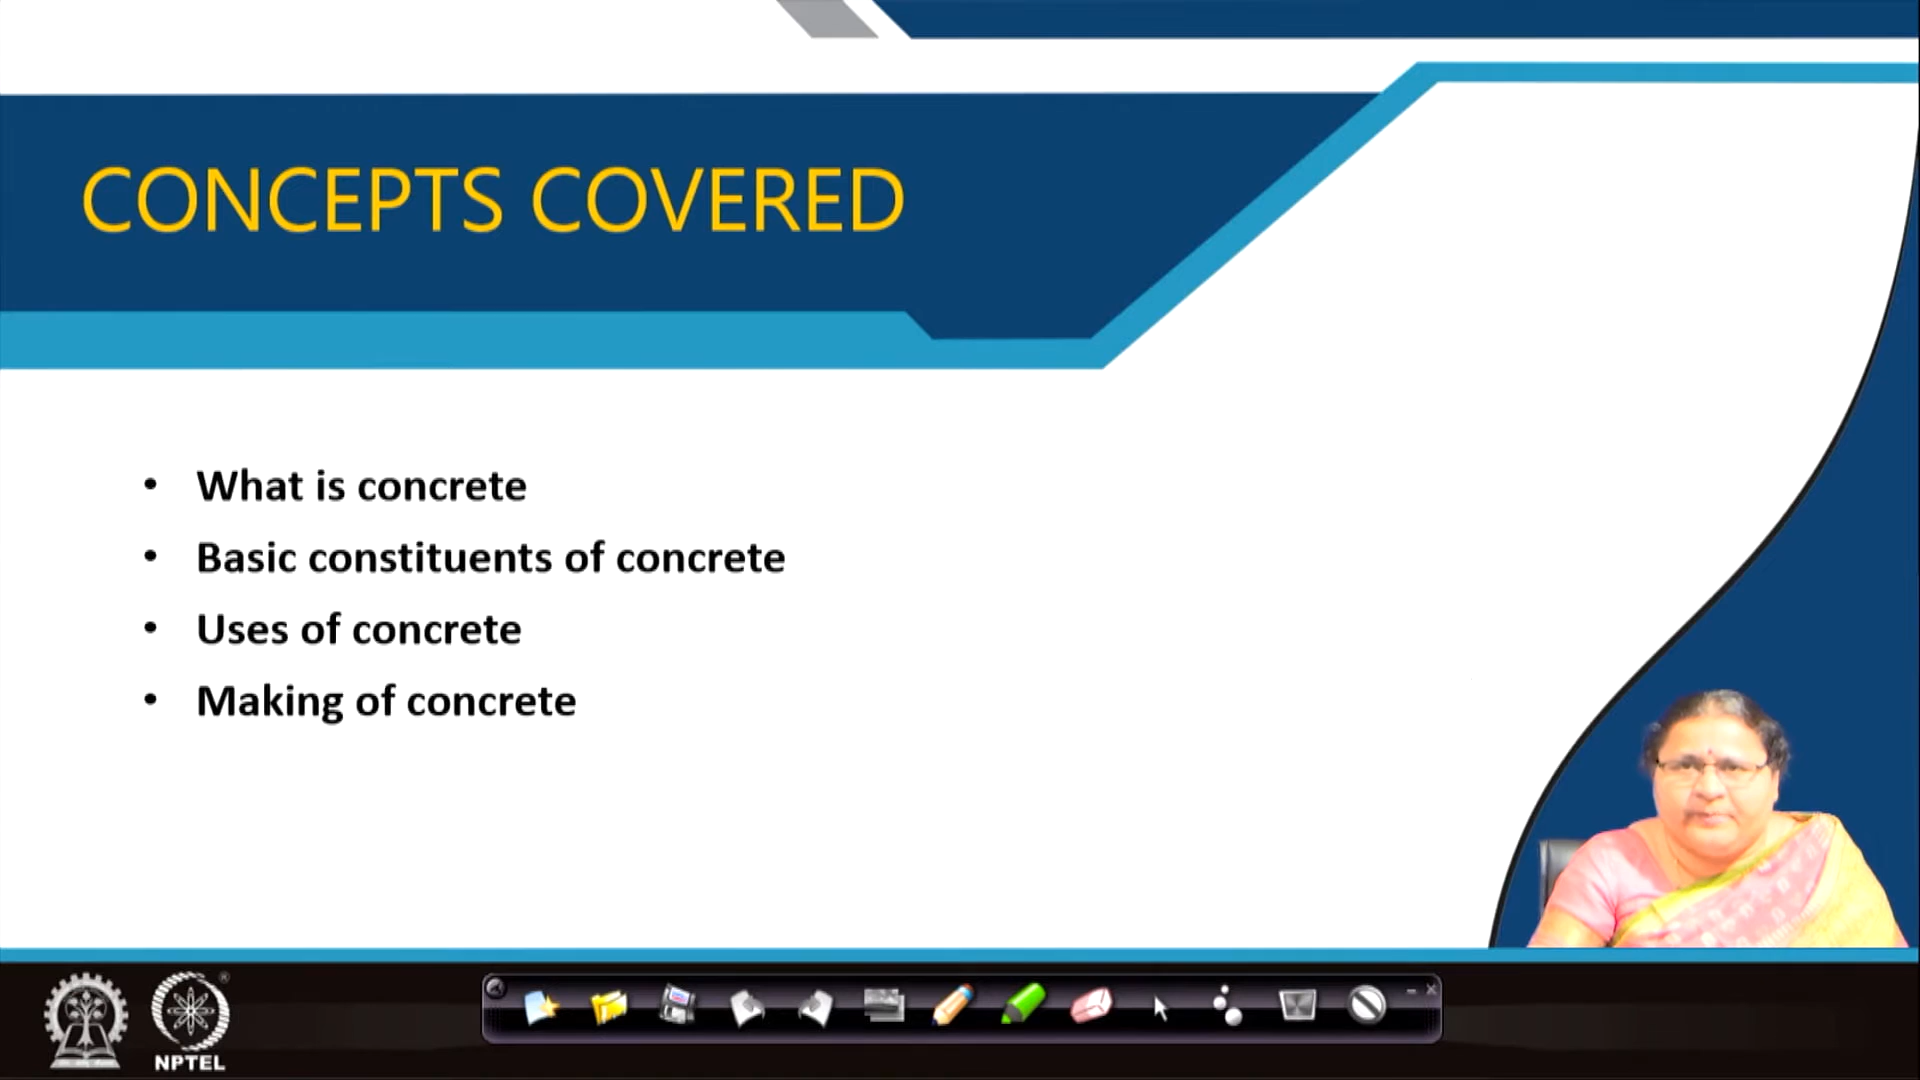 CONCEPTS COVERED
• What is concrete
• Basic constituents of concrete
• Uses of concrete
• Making of concrete
NPTEL